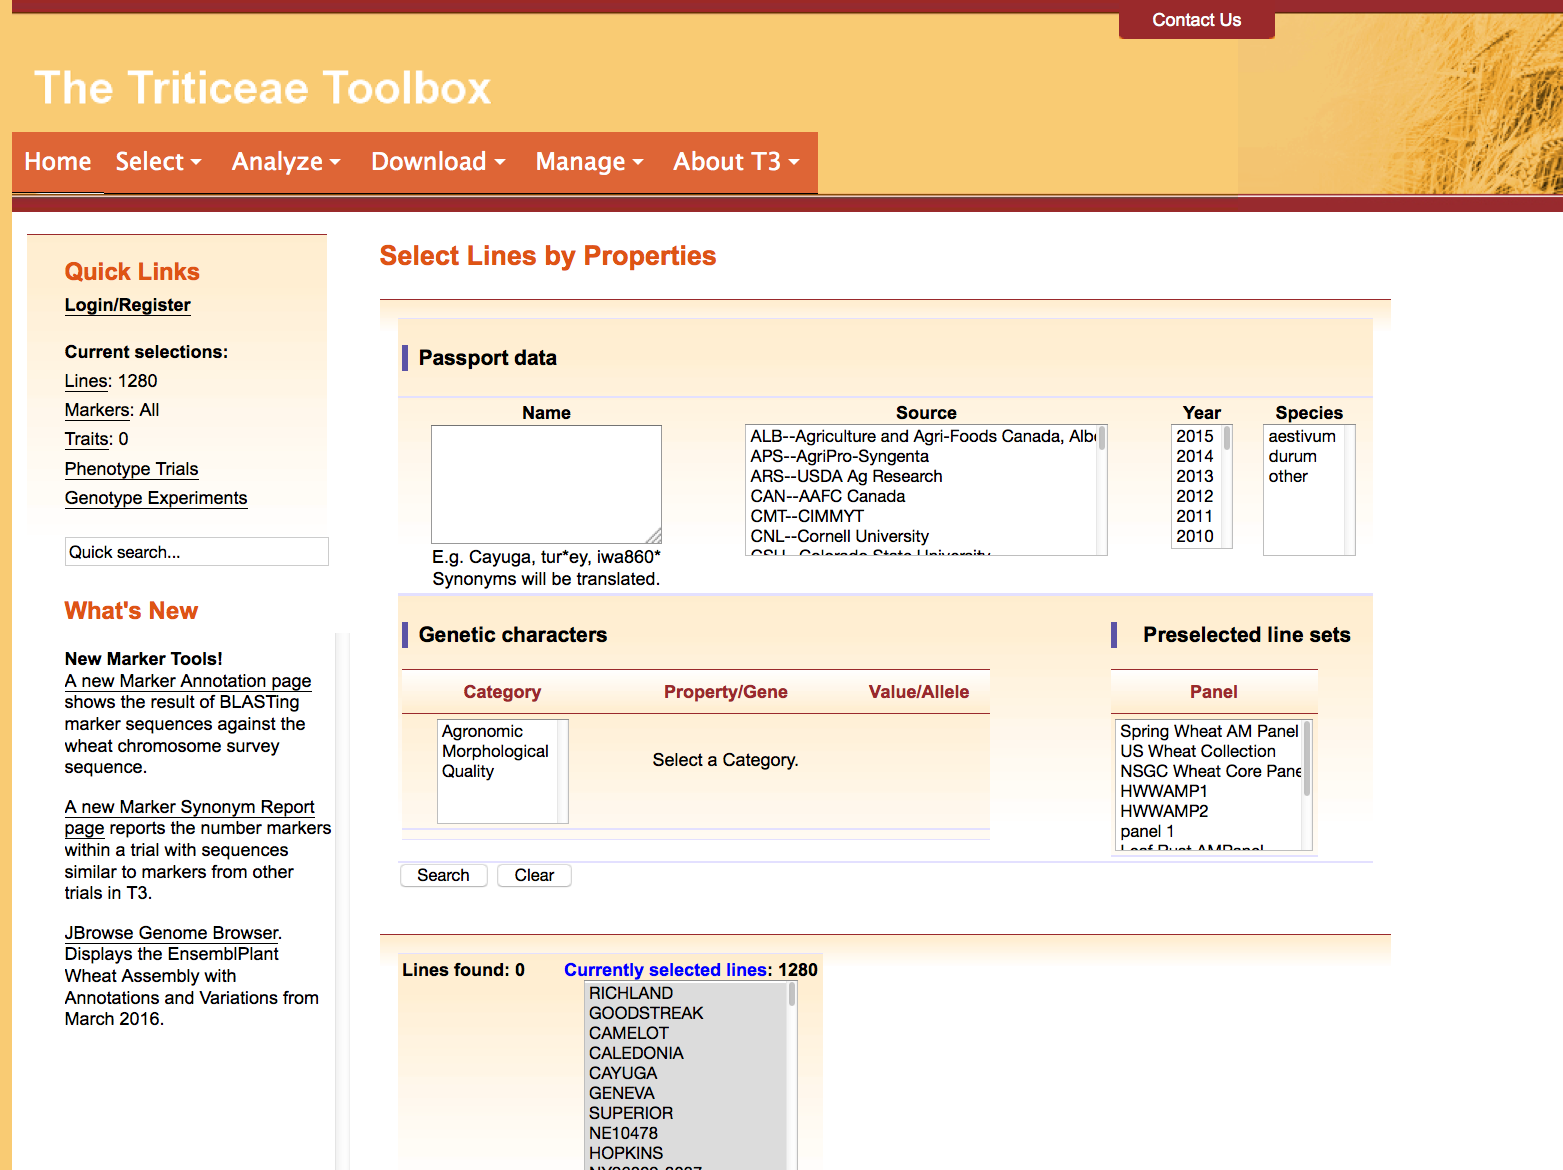 Contact Us
The Triticeae Toolbox
Home Select Analyze Download Manage About T3
Quick Links
Login/Register
Current selections:
Lines: 1280
Markers: All
Traits: 0
Phenotype Trials
Genotype Experiments
Quick search...
What's New
New Marker Tools!
A new Marker Annotation page
shows the result of BLASTing
marker sequences against the
wheat chromosome survey
sequence.
A new Marker Synonym Report
page reports the number markers
within a trial with sequences
similar to markers from other
trials in T3.
JBrowse Genome Browser.
Displays the EnsemblPlant
Wheat Assembly with
Annotations and Variations from
March 2016.
Select Lines by Properties
Passport data
Name
E.g. Cayuga, tur*ey, iwa860*
Synonyms will be translated.
Source
ALB--Agriculture and Agri-Foods Canada, Albe
APS--AgriPro-Syngenta
ARS--USDA Ag Research
CAN--AAFC Canada
CMT--CIMMYT
CNL--Cornell University
CSU--Colorado State University
Year
2015
2014
2013
2012
2011
2010
Species
aestivum
durum
other
Genetic characters
Category Property/Gene Value/Allele
Agronomic
Morphological
Quality
Select a Category.
Preselected line sets
Panel
Spring Wheat AM Panel
US Wheat Collection
NSGC Wheat Core Pane
HWWAMP1
HWWAMP2
panel 1
Leaf Rust AMPanel
Search Clear
Lines found: 0 Currently selected lines: 1280
RICHLAND
GOODSTREAK
CAMELOT
CALEDONIA
CAYUGA
GENEVA
SUPERIOR
NE10478
HOPKINS